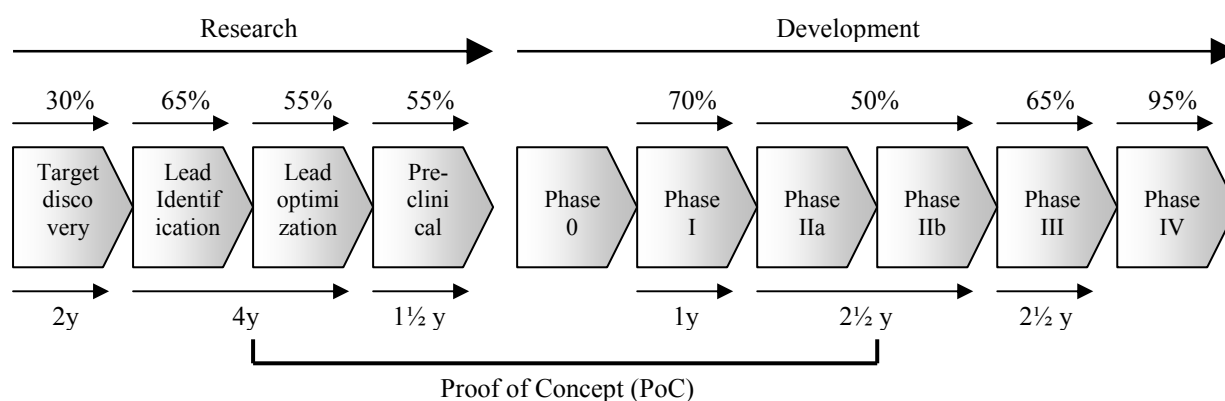 Research Development
30% 65% 55% 55% 70% 50% 65% 95%
Target
disco
very
Lead
Identif
ication
Lead
optimi
zation
Pre-
clini
cal
Phase
0
Phase
I
Phase
IIa
Phase
IIb
Phase
III
Phase
IV
2y 4y 1½ y 1y 2½ y 2½ y
Proof of Concept (PoC)